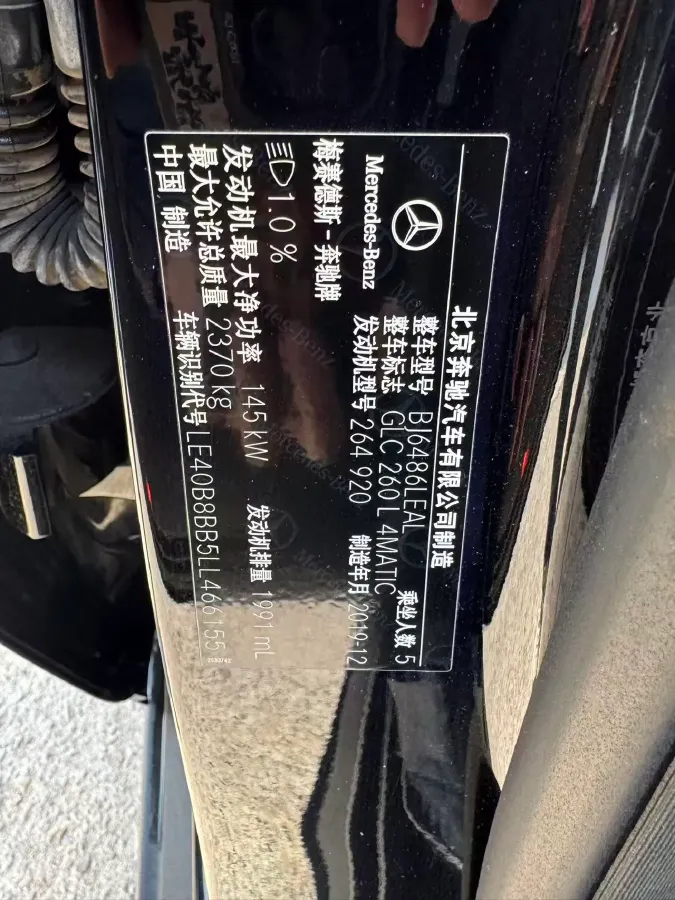 北京奔驰汽车有限公司制造
Mercedes-Benz
梅赛德斯-奔驰牌
整车型号 BJ6486LEAL
乘坐人数 5
整车标志 GLC 260 L 4MATIC
发动机型号 264 920
制造年月 2019-12
1.0 %
发动机最大净功率 145 kW
发动机排量 1991 mL
最大允许总质量 2370 kg
中国 制造
车辆识别代号 LE40B8BB5LL466155